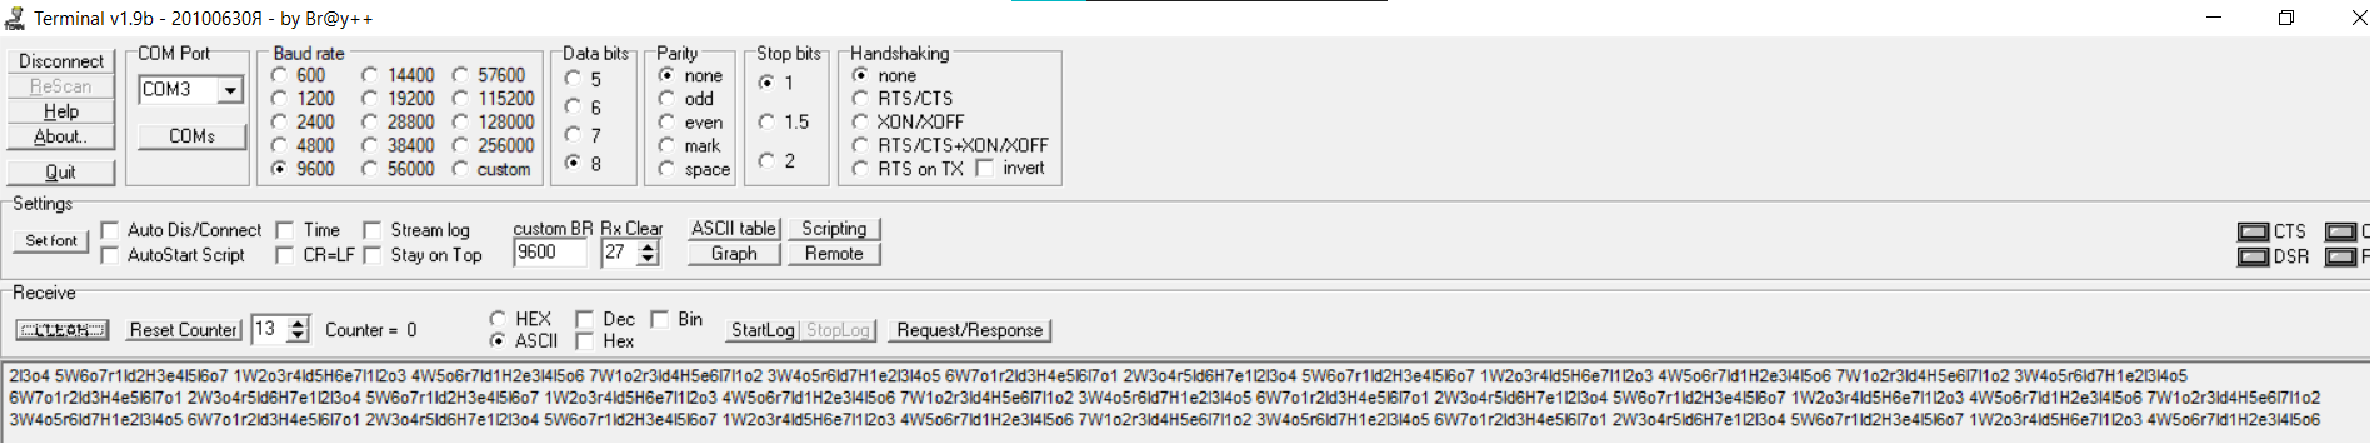 Terminal v1.9b - 20100630Я - by Br@y++
Disconnect
ReScan
Help
About..
Quit
COM Port
COM3
COMs
Baud rate
600 14400 57600
1200 19200 115200
2400 28800 128000
4800 38400 256000
9600 56000 custom
Data bits
5
6
7
8
Parity
none
odd
even
mark
space
Stop bits
1
1.5
2
Handshaking
none
RTS/CTS
XON/XOFF
RTS/CTS+XON/XOFF
RTS on TX invert
Settings
Set font
Auto Dis/Connect Time Stream log
AutoStart Script CR=LF Stay on Top
custom BR Rx Clear
9600 27
ASCII table Scripting
Graph Remote
CTS
DSR
Receive
CLEAR Reset Counter 13 Counter = 0
HEX Dec Bin
ASCII Hex
StartLog StopLog Request/Response
2l3o4 5W6o7r1ld2H3e4l5l6o7 1W2o3r4ld5H6e7l1l2o3 4W5o6r7ld1H2e3l4l5o6 7W1o2r3ld4H5e6l7l1o2 3W4o5r6ld7H1e2l3l4o5 6W7o1r2ld3H4e5l6l7o1 2W3o4r5ld6H7e1l2l3o4 5W6o7r1ld2H3e4l5l6o7 1W2o3r4ld5H6e7l1l2o3 4W5o6r7ld1H2e3l4l5o6 7W1o2r3ld4H5e6l7l1o2 3W4o5r6ld7H1e2l3l4o5
6W7o1r2ld3H4e5l6l7o1 2W3o4r5ld6H7e1l2l3o4 5W6o7r1ld2H3e4l5l6o7 1W2o3r4ld5H6e7l1l2o3 4W5o6r7ld1H2e3l4l5o6 7W1o2r3ld4H5e6l7l1o2 3W4o5r6ld7H1e2l3l4o5 6W7o1r2ld3H4e5l6l7o1 2W3o4r5ld6H7e1l2l3o4 5W6o7r1ld2H3e4l5l6o7 1W2o3r4ld5H6e7l1l2o3 4W5o6r7ld1H2e3l4l5o6 7W1o2r3ld4H5e6l7l1o2
3W4o5r6ld7H1e2l3l4o5 6W7o1r2ld3H4e5l6l7o1 2W3o4r5ld6H7e1l2l3o4 5W6o7r1ld2H3e4l5l6o7 1W2o3r4ld5H6e7l1l2o3 4W5o6r7ld1H2e3l4l5o6 7W1o2r3ld4H5e6l7l1o2 3W4o5r6ld7H1e2l3l4o5 6W7o1r2ld3H4e5l6l7o1 2W3o4r5ld6H7e1l2l3o4 5W6o7r1ld2H3e4l5l6o7 1W2o3r4ld5H6e7l1l2o3 4W5o6r7ld1H2e3l4l5o6